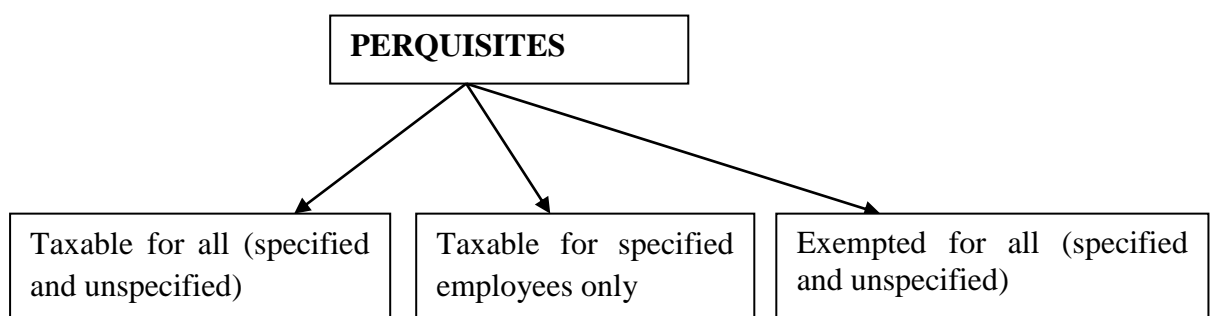 PERQUISITES
Taxable for all (specified
and unspecified)
Taxable for specified
employees only
Exempted for all (specified
and unspecified)